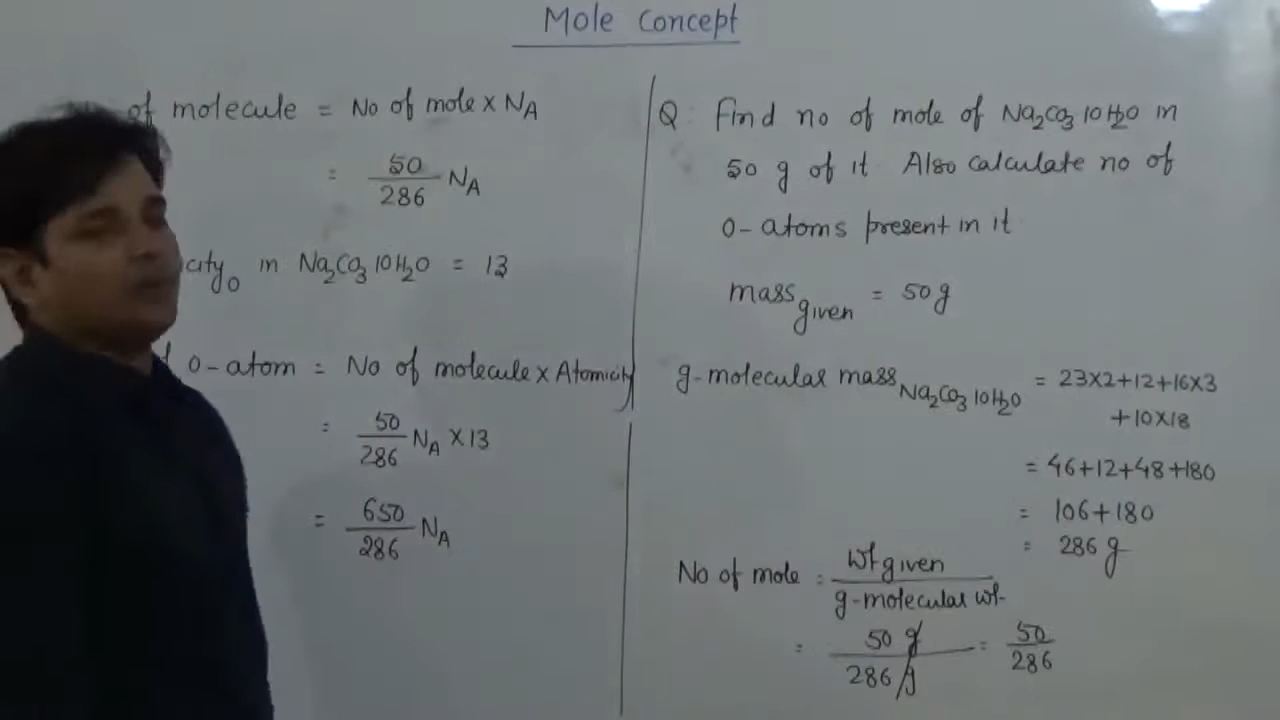 Mole Concept
of molecule = No of mole x NA
= 50/286 NA
city o in Na2Co3 10H2O = 13
o-atom = No of molecule x Atomicity
= 50/286 NA x 13
= 650/286 NA
Q. Find no of mole of Na2Co3 10H2O in
50 g of it. Also calculate no of
o-atoms present in it
mass given = 50g
g-molecular mass Na2Co3 10H2O = 23x2+12+16x3
+10x18
= 46+12+48+180
= 106+180
= 286 g
No of mole = Wt given / g-molecular wt.
= 50 g / 286 g = 50/286